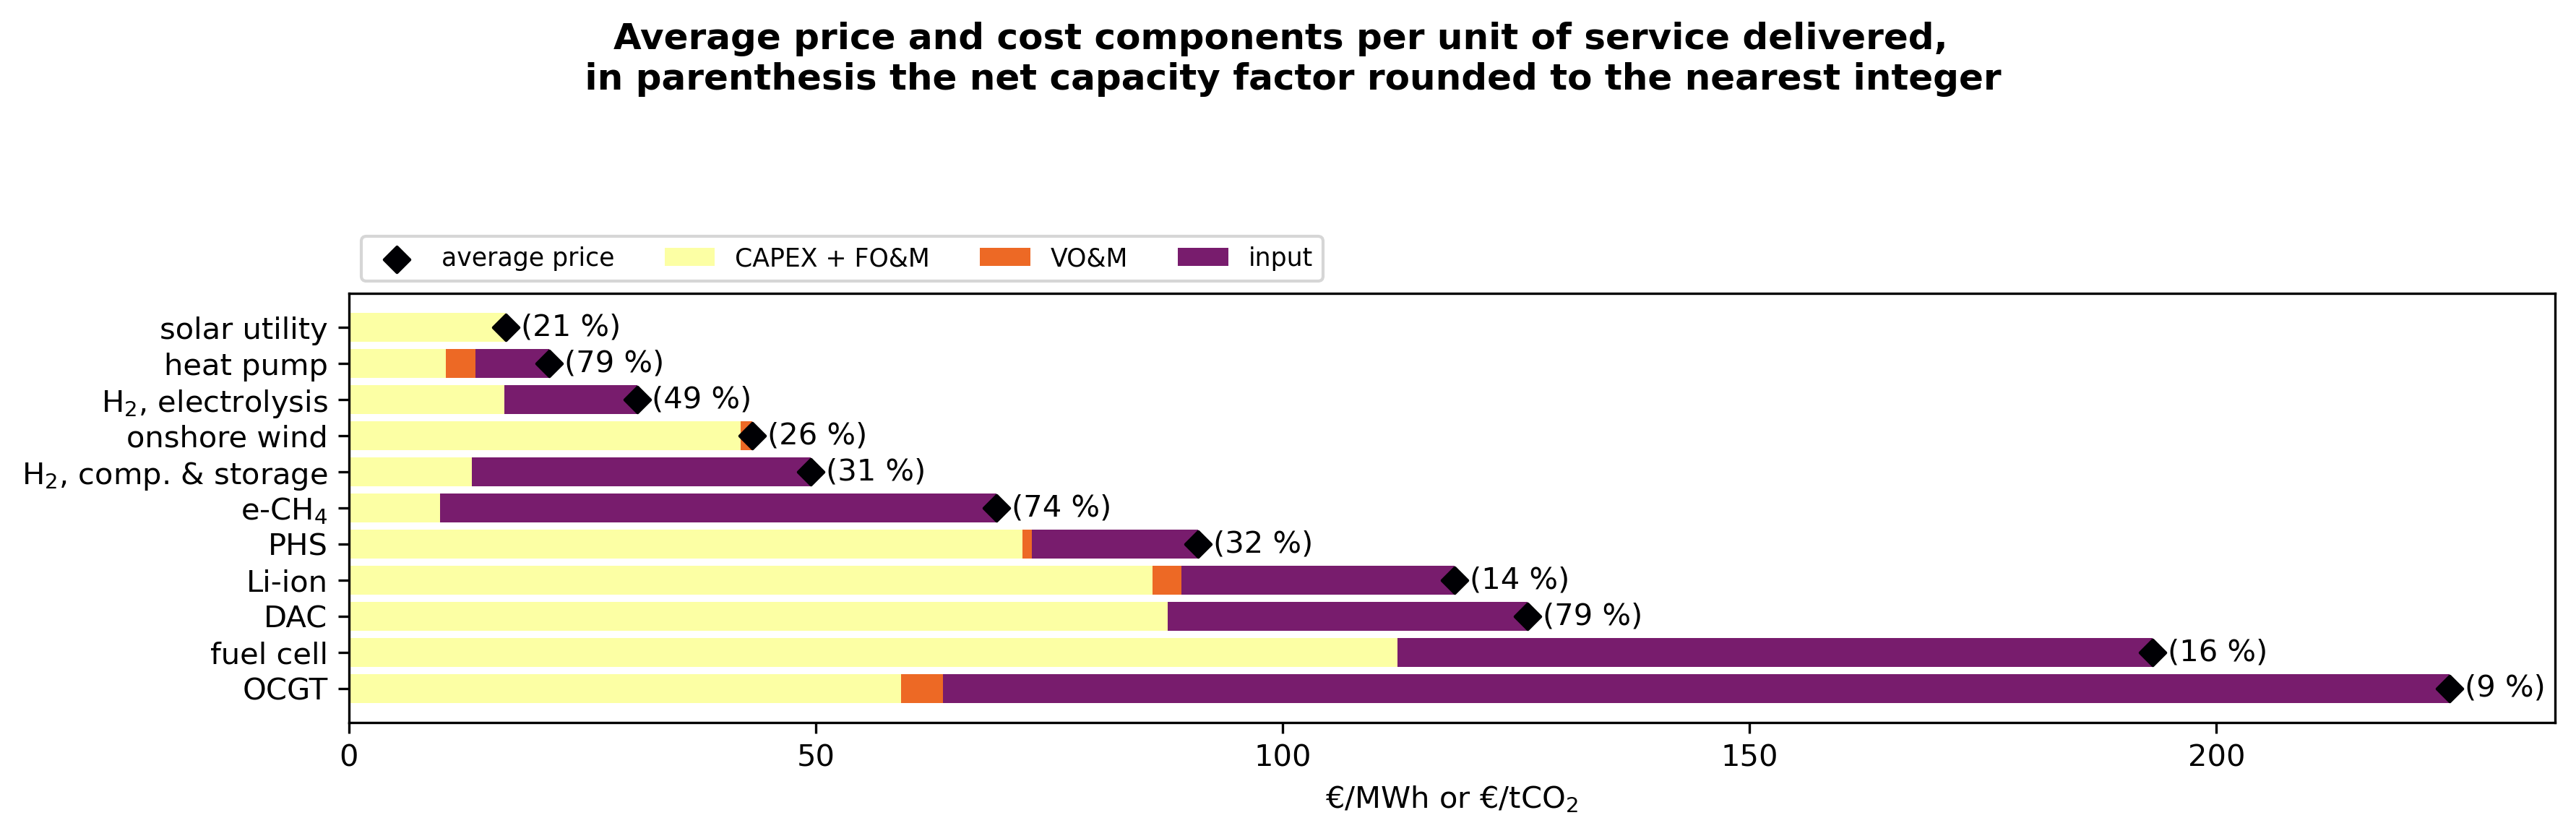 Average price and cost components per unit of service delivered,
in parenthesis the net capacity factor rounded to the nearest integer
average price CAPEX + FO&M VO&M input
solar utility (21 %)
heat pump (79 %)
H₂, electrolysis (49 %)
onshore wind (26 %)
H₂, comp. & storage (31 %)
e-CH₄ (74 %)
PHS (32 %)
Li-ion (14 %)
DAC (79 %)
fuel cell (16 %)
OCGT (9 %)
0 50 100 150 200
€/MWh or €/tCO₂